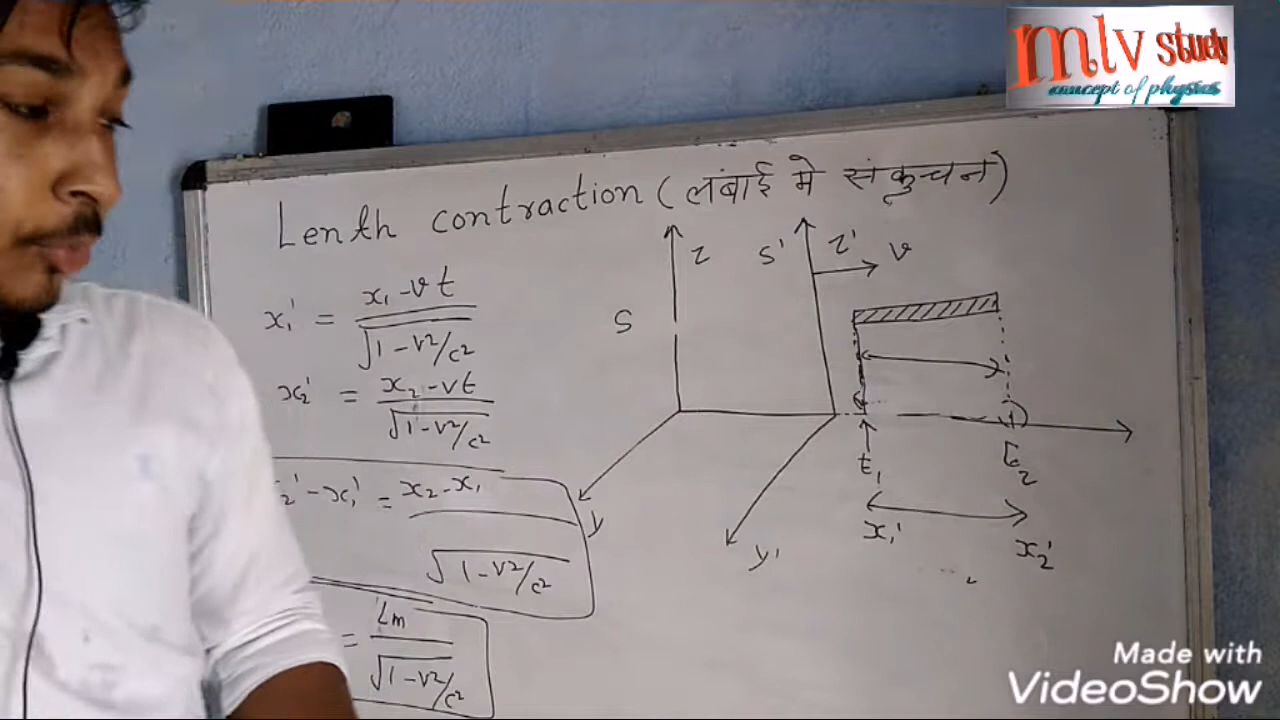 mlv study
concept of physics
Lenth contraction (लंबाई मे संकुचन)
x₁' = x₁ - vt / √1 - v²/c²
x₂' = x₂ - vt / √1 - v²/c²
₂' - x₁' = x₂ - x₁ / √1 - v²/c²
= Lm / √1 - v²/c²
z
S'
z'
v
S
y
y'
t₁
t₂
x₁'
x₂'
Made with
VideoShow